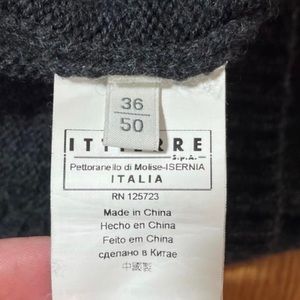 36
50
ITTIERRE
S.p.A.
Pettoranello di Molise-ISERNIA
ITALIA
RN 125723
Made in China
Hecho en China
Feito em China
сделано в Китае
中國製